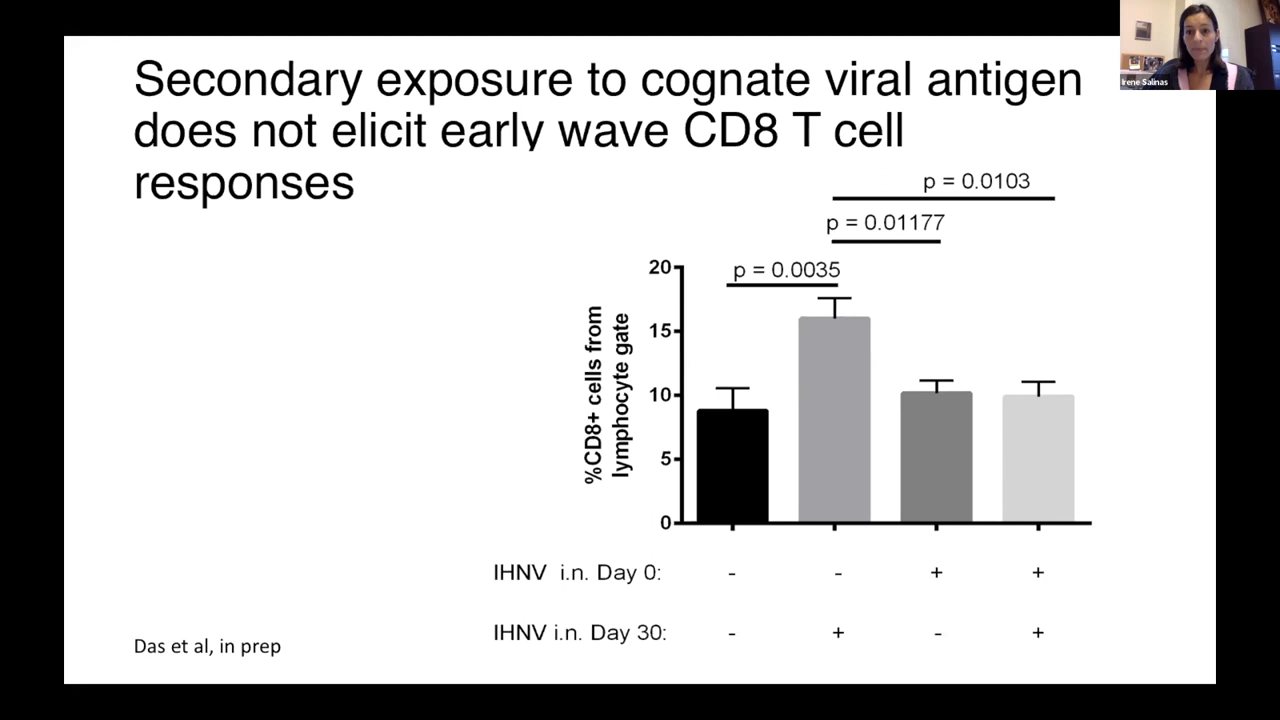 Irene Salinas
Secondary exposure to cognate viral antigen
does not elicit early wave CD8 T cell
responses
p = 0.0103
p = 0.01177
p = 0.0035
20
15
10
5
0
%CD8+ cells from
lymphocyte gate
IHNV i.n. Day 0: - - + +
IHNV i.n. Day 30: - + - +
Das et al, in prep